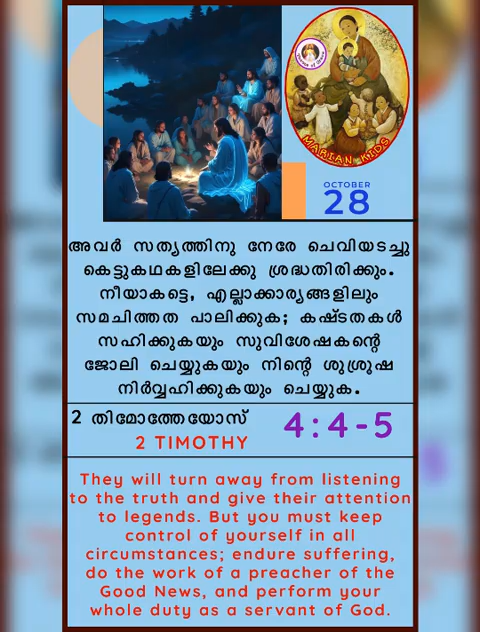 MARIAN KIDS
OCTOBER
28
അവർ സത്യത്തിനു നേരേ ചെവിയടച്ചു
കെട്ടുകഥകളിലേക്കു ശ്രദ്ധതിരിക്കും.
നീയാകട്ടെ, എല്ലാക്കാര്യങ്ങളിലും
സമചിത്തത പാലിക്കുക; കഷ്ടതകൾ
സഹിക്കുകയും സുവിശേഷകന്റെ
ജോലി ചെയ്യുകയും നിന്റെ ശുശ്രുഷ
നിർവ്വഹിക്കുകയും ചെയ്യുക.
2 തിമോത്തേയോസ്
2 TIMOTHY
4:4-5
They will turn away from listening
to the truth and give their attention
to legends. But you must keep
control of yourself in all
circumstances; endure suffering,
do the work of a preacher of the
Good News, and perform your
whole duty as a servant of God.